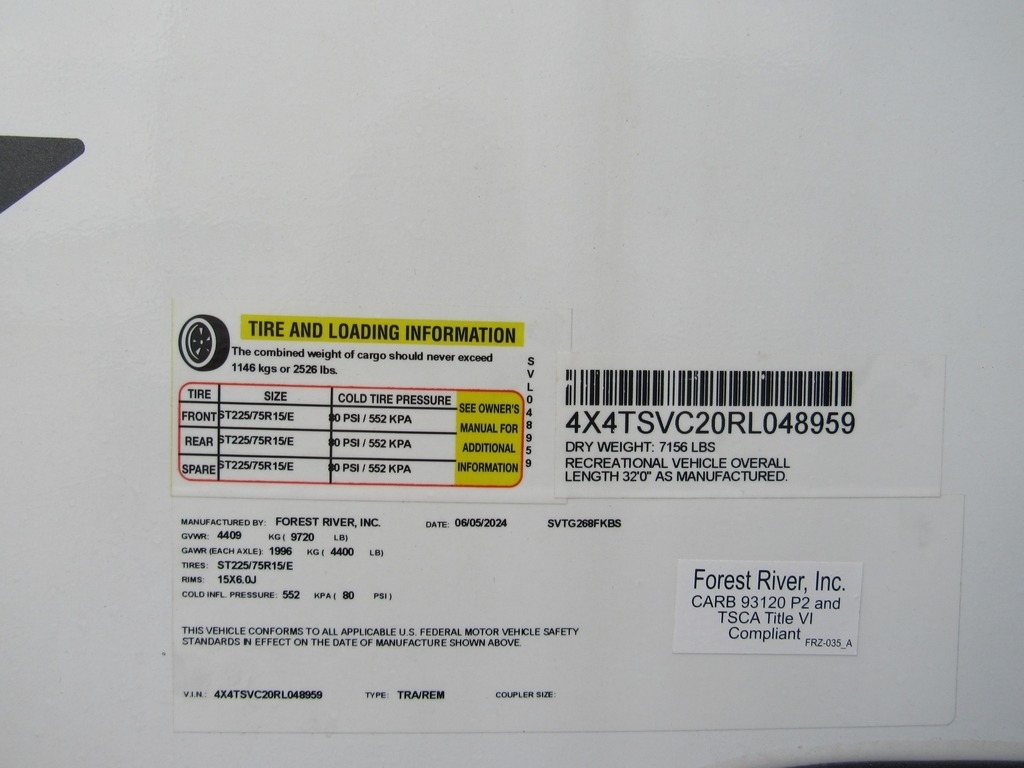 TIRE AND LOADING INFORMATION
The combined weight of cargo should never exceed
1146 kgs or 2526 lbs.
TIRE SIZE COLD TIRE PRESSURE
FRONT ST225/75R15/E 80 PSI / 552 KPA
REAR ST225/75R15/E 80 PSI / 552 KPA
SPARE ST225/75R15/E 80 PSI / 552 KPA
SEE OWNER'S
MANUAL FOR
ADDITIONAL
INFORMATION
SVL048959
4X4TSVC20RL048959
DRY WEIGHT: 7156 LBS
RECREATIONAL VEHICLE OVERALL
LENGTH 32'0" AS MANUFACTURED.
MANUFACTURED BY: FOREST RIVER, INC. DATE: 06/05/2024 SVTG268FKBS
GVWR: 4409 KG ( 9720 LB)
GAWR (EACH AXLE): 1996 KG ( 4400 LB)
TIRES: ST225/75R15/E
RIMS: 15X6.0J
COLD INFL. PRESSURE: 552 KPA ( 80 PSI )
THIS VEHICLE CONFORMS TO ALL APPLICABLE U.S. FEDERAL MOTOR VEHICLE SAFETY
STANDARDS IN EFFECT ON THE DATE OF MANUFACTURE SHOWN ABOVE.
V.I.N.: 4X4TSVC20RL048959 TYPE: TRA/REM COUPLER SIZE:
Forest River, Inc.
CARB 93120 P2 and
TSCA Title VI
Compliant
FRZ-035_A